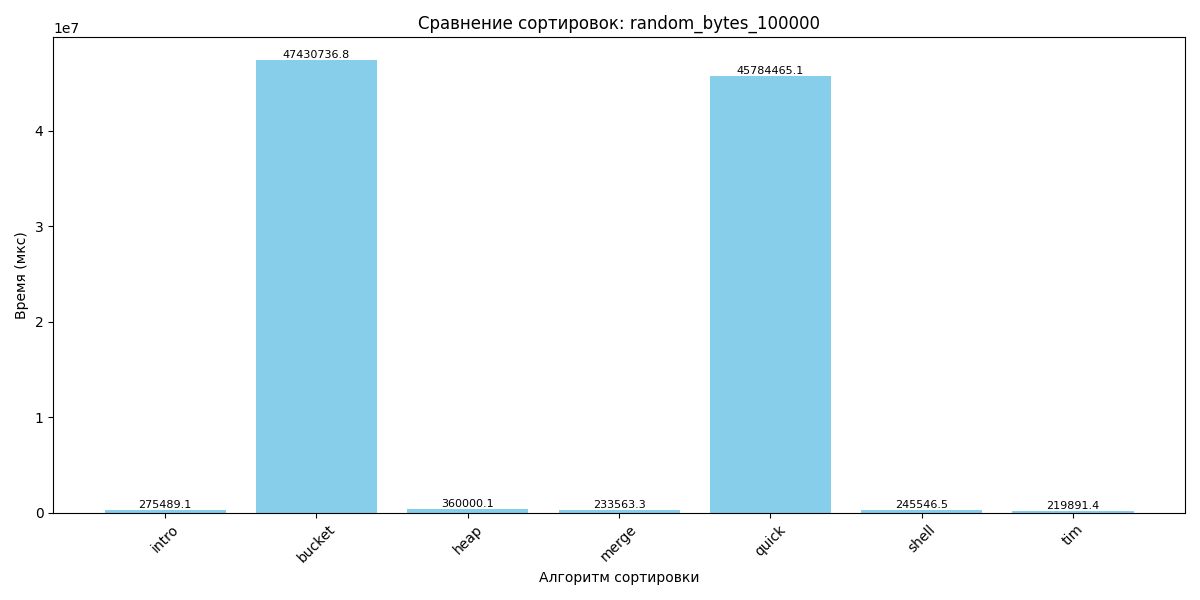 Сравнение сортировок: random_bytes_100000
1e7
47430736.8
45784465.1
4
3
2
1
0
Время (мкс)
275489.1
360000.1
233563.3
245546.5
219891.4
intro
bucket
heap
merge
quick
shell
tim
Алгоритм сортировки